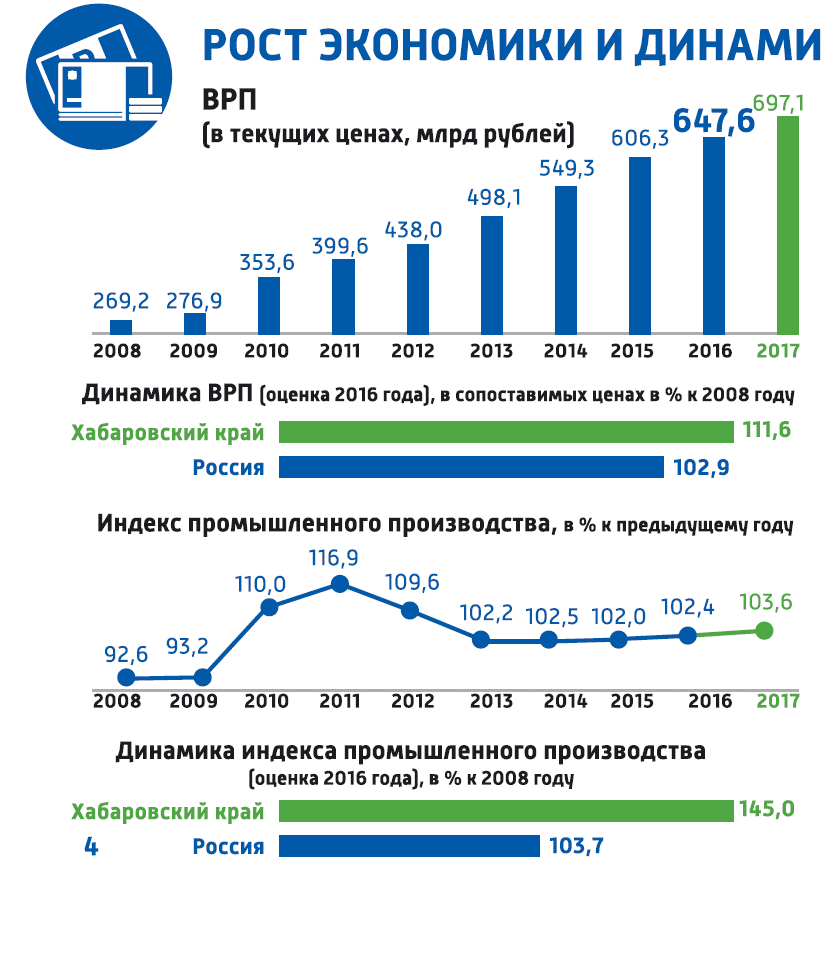 РОСТ ЭКОНОМИКИ И ДИНАМИ
ВРП
(в текущих ценах, млрд рублей)
269,2 276,9 353,6 399,6 438,0 498,1 549,3 606,3 647,6 697,1
2008 2009 2010 2011 2012 2013 2014 2015 2016 2017
Динамика ВРП (оценка 2016 года), в сопоставимых ценах в % к 2008 году
Хабаровский край 111,6
Россия 102,9
Индекс промышленного производства, в % к предыдущему году
92,6 93,2 110,0 116,9 109,6 102,2 102,5 102,0 102,4 103,6
2008 2009 2010 2011 2012 2013 2014 2015 2016 2017
Динамика индекса промышленного производства
(оценка 2016 года), в % к 2008 году
Хабаровский край 145,0
4 Россия 103,7